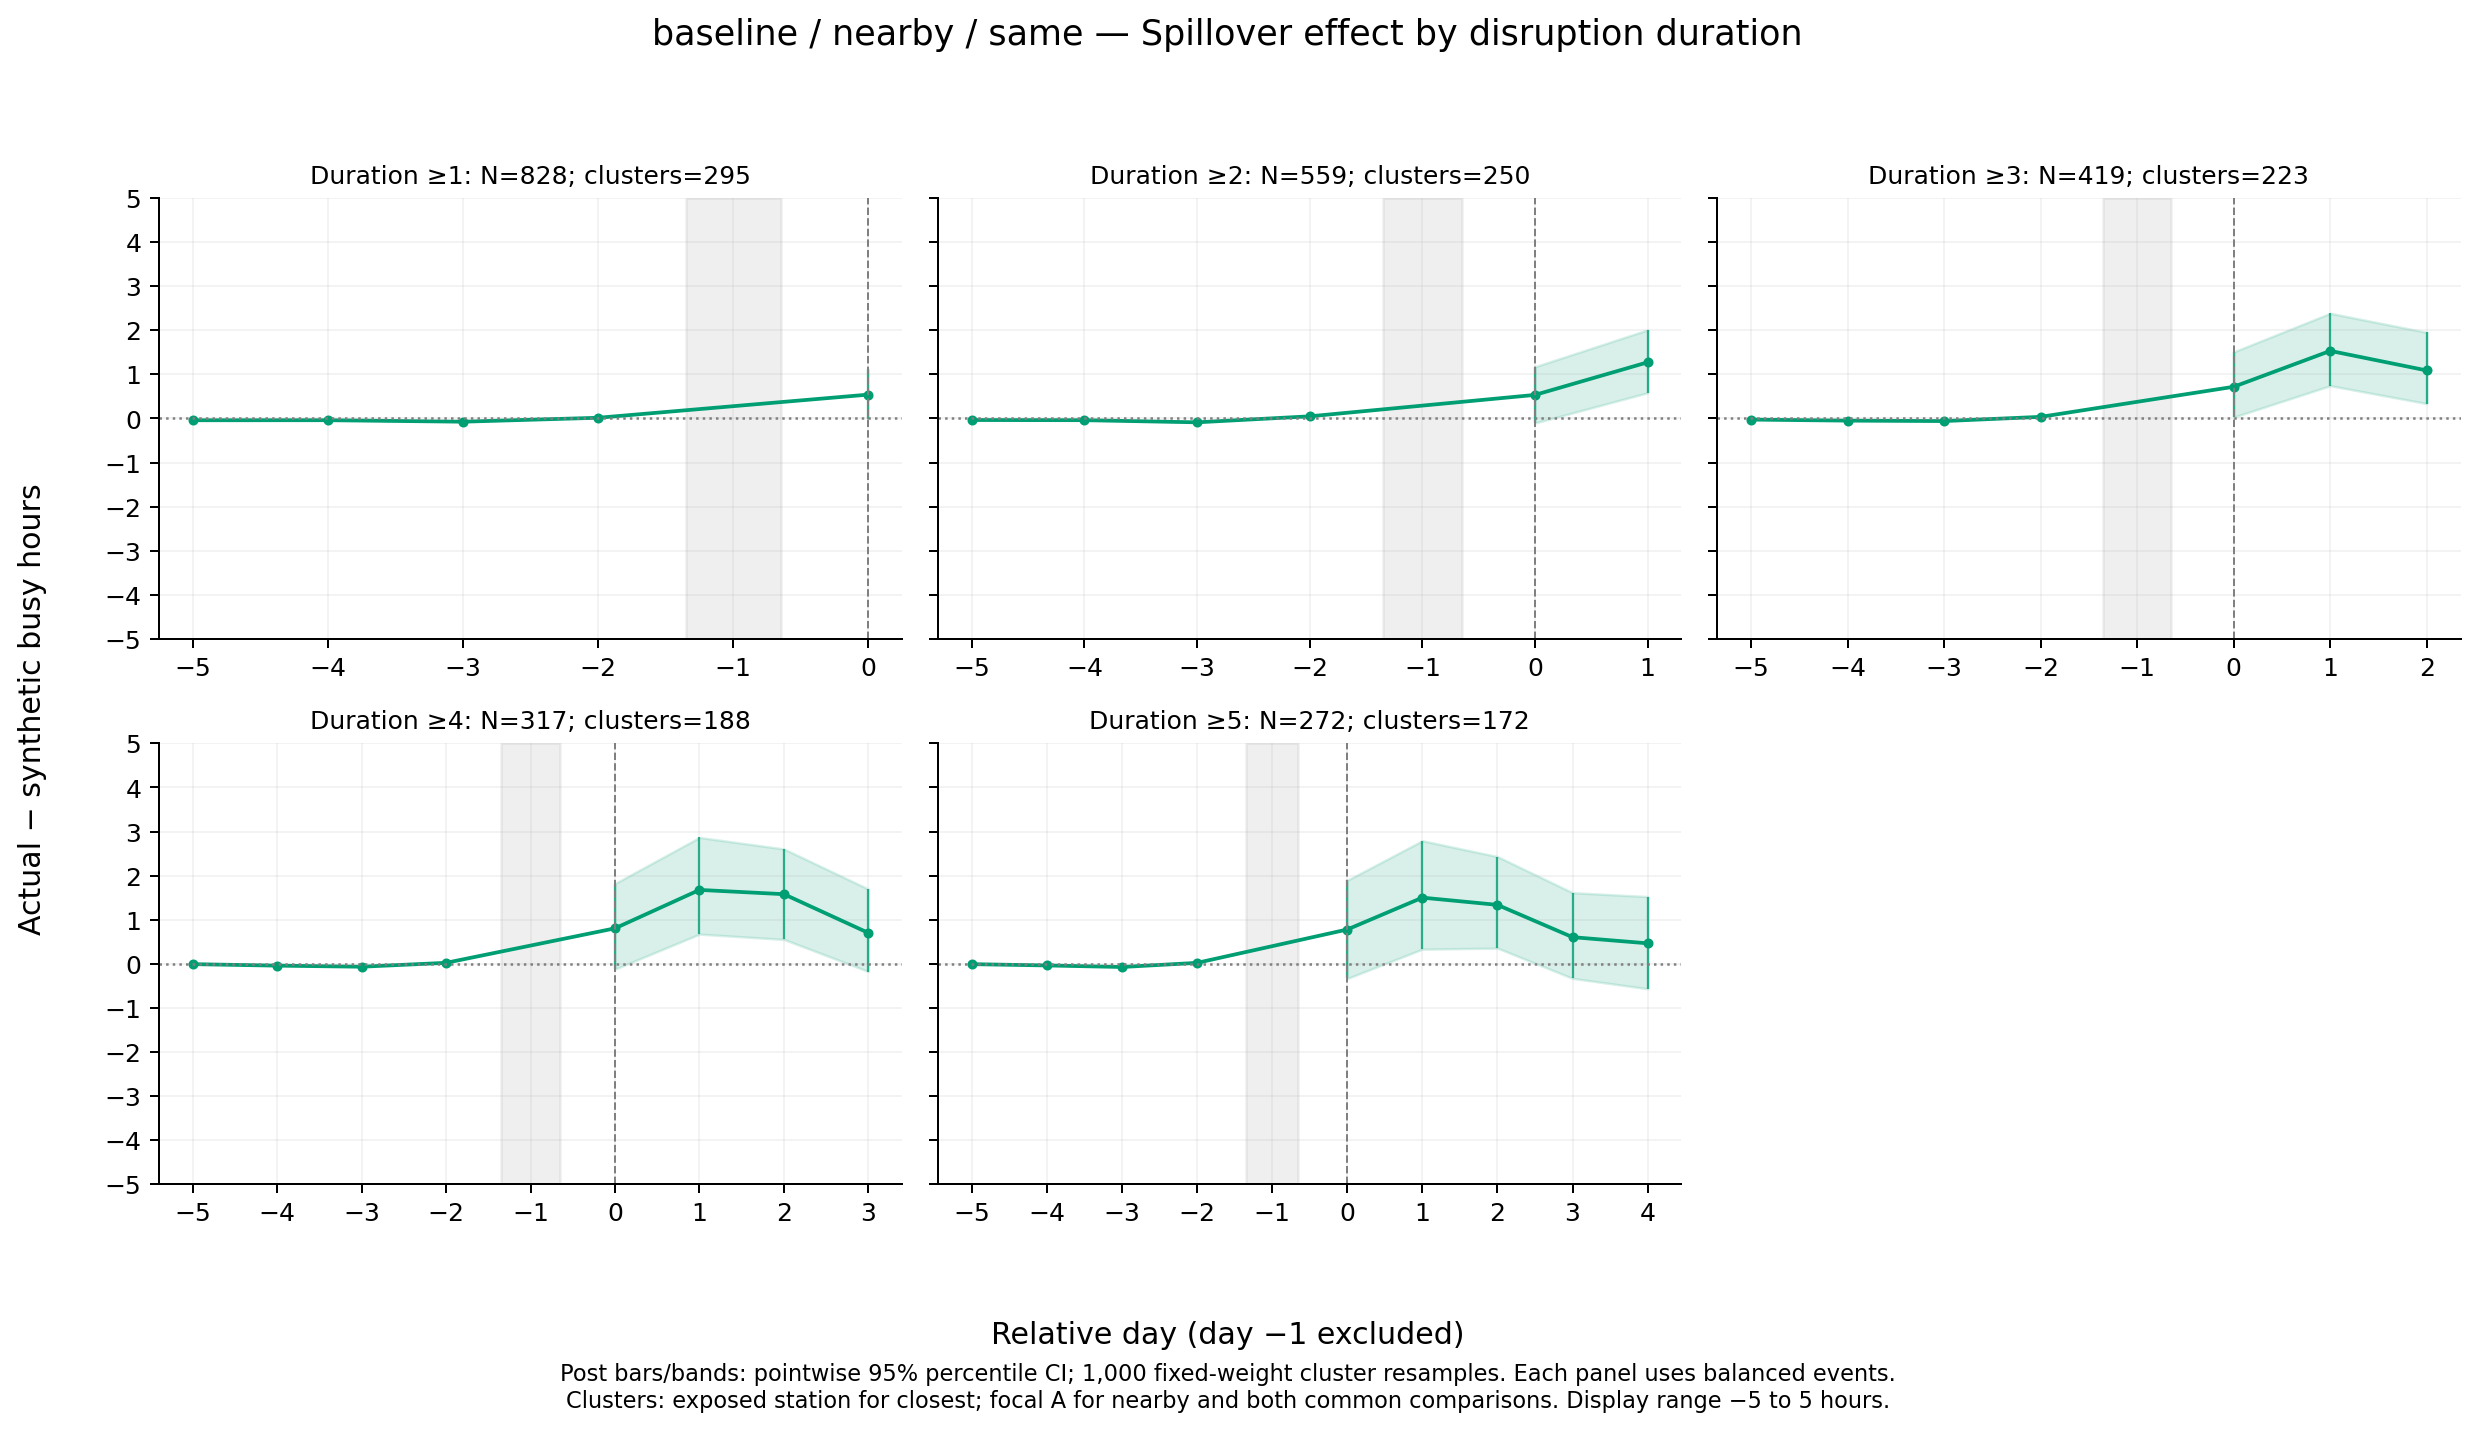 baseline / nearby / same — Spillover effect by disruption duration
Actual − synthetic busy hours
Duration ≥1: N=828; clusters=295
5
4
3
2
1
0
−1
−2
−3
−4
−5
−5 −4 −3 −2 −1 0
Duration ≥2: N=559; clusters=250
−5 −4 −3 −2 −1 0 1
Duration ≥3: N=419; clusters=223
−5 −4 −3 −2 −1 0 1 2
Duration ≥4: N=317; clusters=188
5
4
3
2
1
0
−1
−2
−3
−4
−5
−5 −4 −3 −2 −1 0 1 2 3
Duration ≥5: N=272; clusters=172
−5 −4 −3 −2 −1 0 1 2 3 4
Relative day (day −1 excluded)
Post bars/bands: pointwise 95% percentile CI; 1,000 fixed-weight cluster resamples. Each panel uses balanced events.
Clusters: exposed station for closest; focal A for nearby and both common comparisons. Display range −5 to 5 hours.